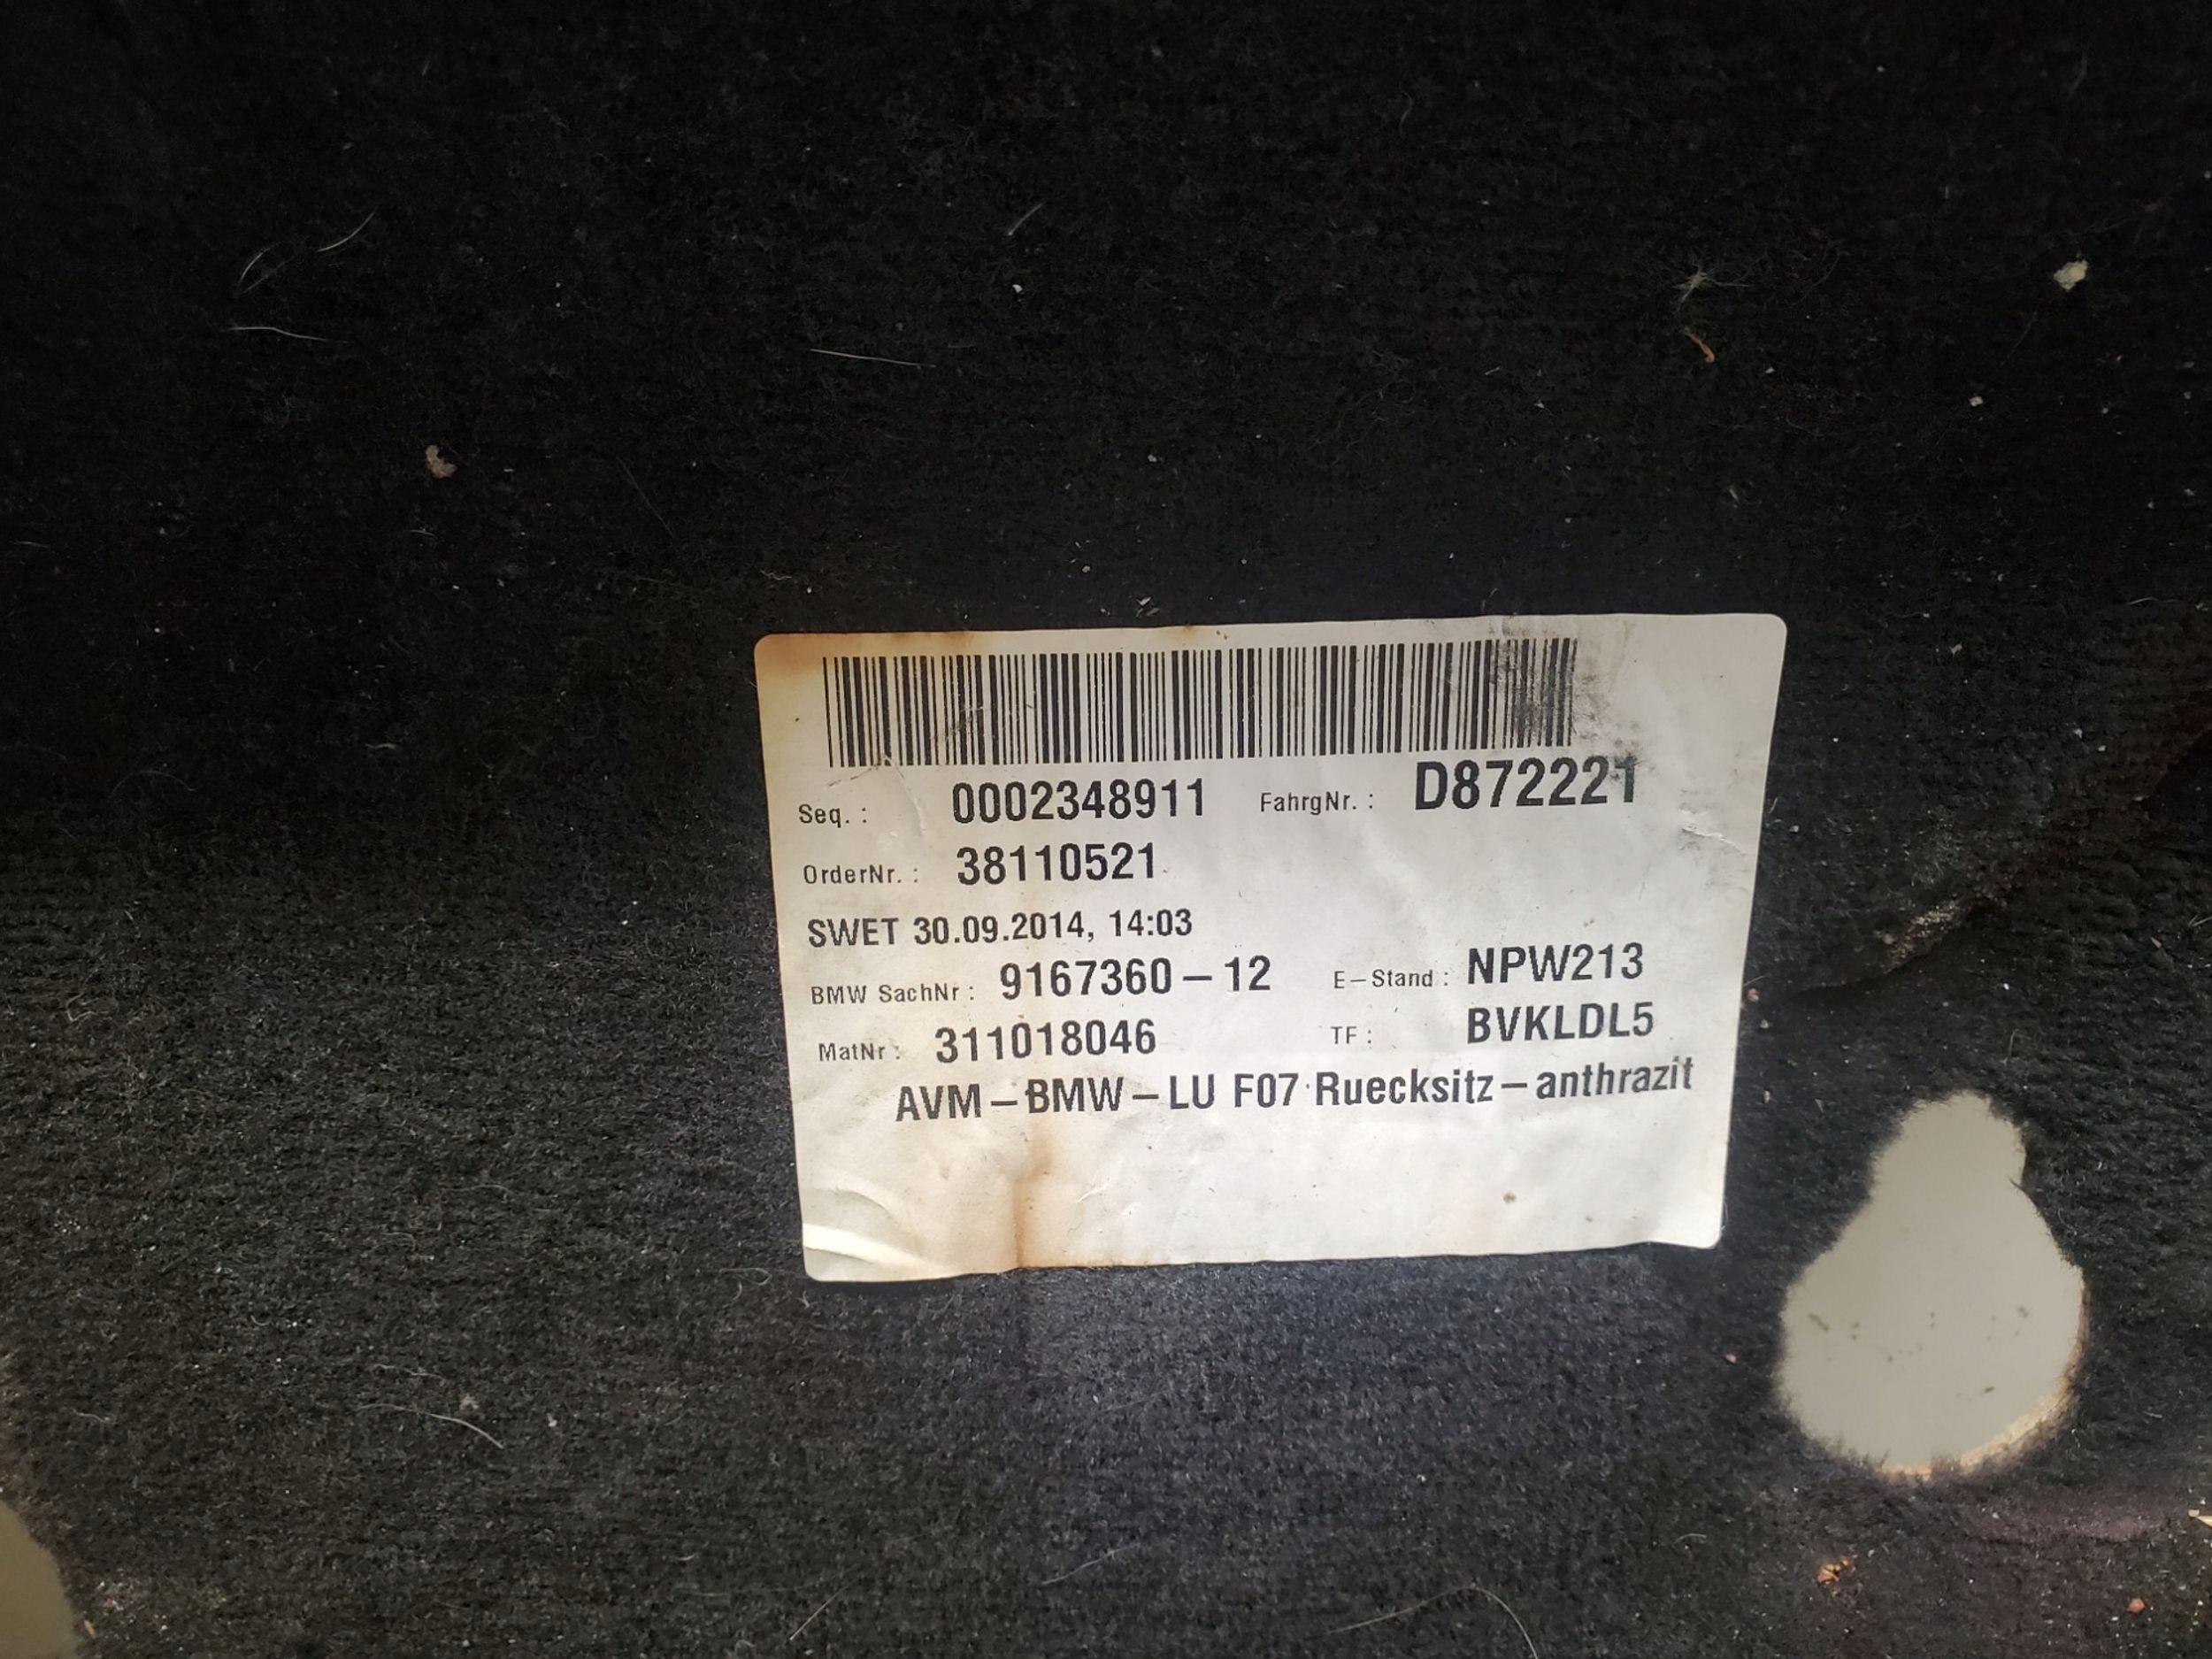 Seq. : 0002348911 FahrgNr. : D872221
OrderNr. : 38110521
SWET 30.09.2014, 14:03
BMW SachNr : 9167360-12 E-Stand : NPW213
MatNr : 311018046 TF : BVKLDL5
AVM-BMW-LU F07 Ruecksitz-anthrazit